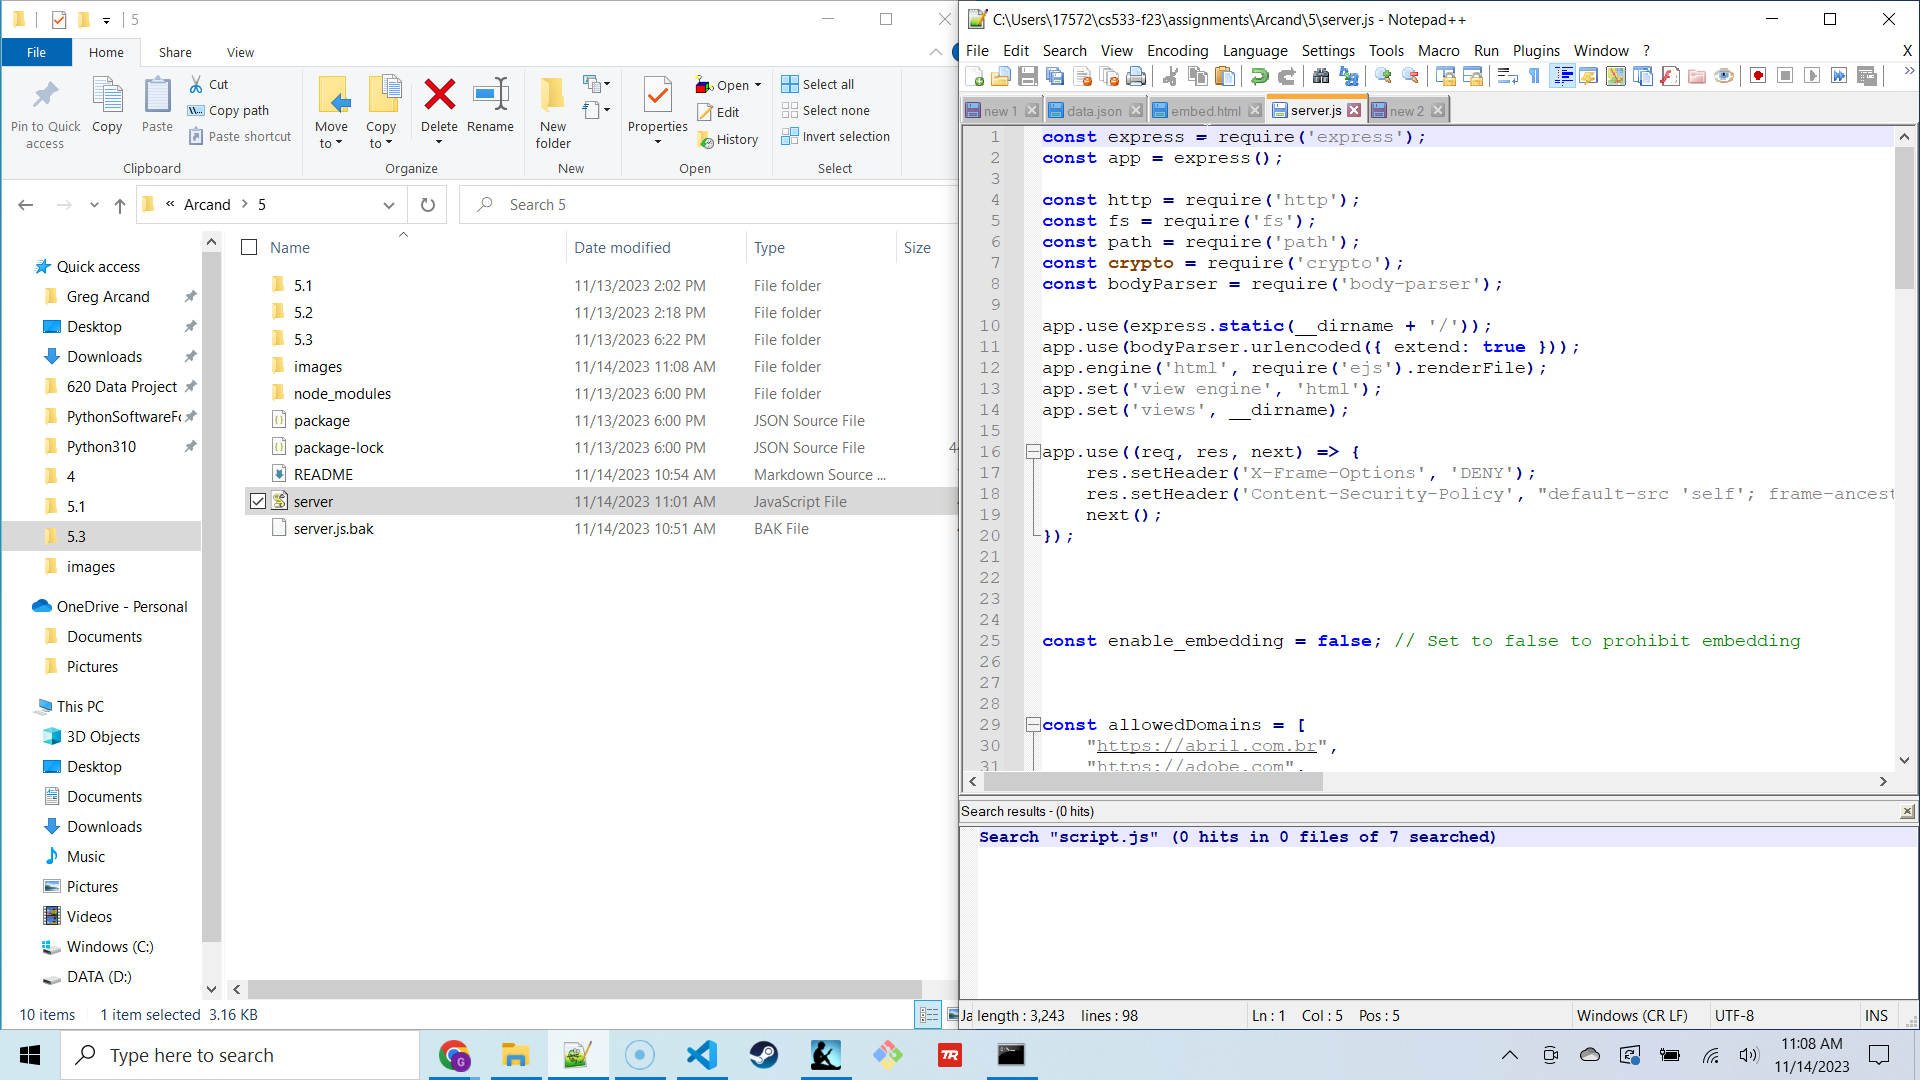 5
File Home Share View
Pin to Quick access
Copy
Paste
Cut
Copy path
Paste shortcut
Clipboard
Move to
Copy to
Delete
Rename
Organize
New folder
New
Properties
Open
Edit
History
Open
Select all
Select none
Invert selection
Select
« Arcand > 5
Search 5
Quick access
Greg Arcand
Desktop
Downloads
620 Data Project
PythonSoftwareFo
Python310
4
5.1
5.3
images
OneDrive - Personal
Documents
Pictures
This PC
3D Objects
Desktop
Documents
Downloads
Music
Pictures
Videos
Windows (C:)
DATA (D:)
Name Date modified Type Size
5.1 11/13/2023 2:02 PM File folder
5.2 11/13/2023 2:18 PM File folder
5.3 11/13/2023 6:22 PM File folder
images 11/14/2023 11:08 AM File folder
node_modules 11/13/2023 6:00 PM File folder
package 11/13/2023 6:00 PM JSON Source File
package-lock 11/13/2023 6:00 PM JSON Source File 4
README 11/14/2023 10:54 AM Markdown Source ...
server 11/14/2023 11:01 AM JavaScript File
server.js.bak 11/14/2023 10:51 AM BAK File
10 items 1 item selected 3.16 KB
C:\Users\17572\cs533-f23\assignments\Arcand\5\server.js - Notepad++
File Edit Search View Encoding Language Settings Tools Macro Run Plugins Window ? X
new 1 data.json embed.html server.js new 2
1 const express = require('express');
2 const app = express();
3
4 const http = require('http');
5 const fs = require('fs');
6 const path = require('path');
7 const crypto = require('crypto');
8 const bodyParser = require('body-parser');
9
10 app.use(express.static(__dirname + '/'));
11 app.use(bodyParser.urlencoded({ extend: true }));
12 app.engine('html', require('ejs').renderFile);
13 app.set('view engine', 'html');
14 app.set('views', __dirname);
15
16 app.use((req, res, next) => {
17 res.setHeader('X-Frame-Options', 'DENY');
18 res.setHeader('Content-Security-Policy', "default-src 'self'; frame-ancest
19 next();
20 });
21
22
23
24
25 const enable_embedding = false; // Set to false to prohibit embedding
26
27
28
29 const allowedDomains = [
30 "https://abril.com.br",
31 "https://adobe.com",
Search results - (0 hits)
Search "script.js" (0 hits in 0 files of 7 searched)
Ja length : 3,243 lines : 98 Ln : 1 Col : 5 Pos : 5 Windows (CR LF) UTF-8 INS
Type here to search
G
TR
11:08 AM
11/14/2023